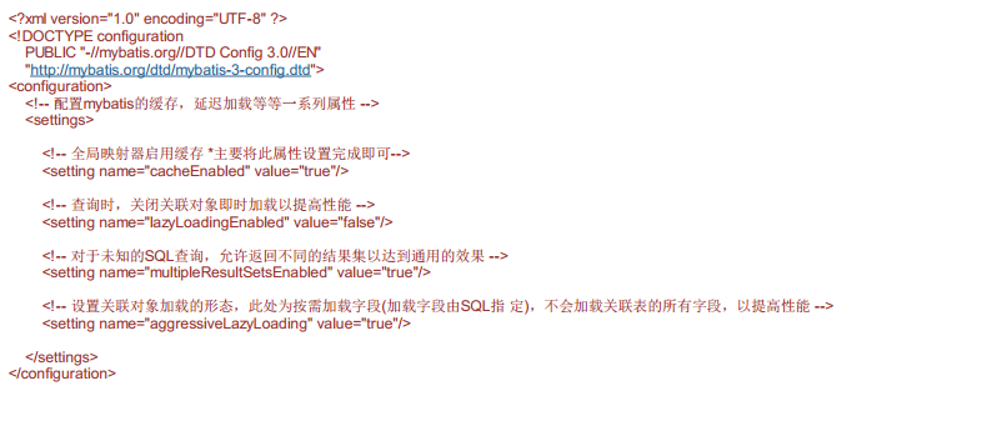 <?xml version="1.0" encoding="UTF-8" ?>
<!DOCTYPE configuration
PUBLIC "-//mybatis.org//DTD Config 3.0//EN"
"http://mybatis.org/dtd/mybatis-3-config.dtd">
<configuration>
<!-- 配置mybatis的缓存，延迟加载等等一系列属性 -->
<settings>
<!-- 全局映射器启用缓存 *主要将此属性设置完成即可-->
<setting name="cacheEnabled" value="true"/>
<!-- 查询时，关闭关联对象即时加载以提高性能 -->
<setting name="lazyLoadingEnabled" value="false"/>
<!-- 对于未知的SQL查询，允许返回不同的结果集以达到通用的效果 -->
<setting name="multipleResultSetsEnabled" value="true"/>
<!-- 设置关联对象加载的形态，此处为按需加载字段(加载字段由SQL指 定)，不会加载关联表的所有字段，以提高性能 -->
<setting name="aggressiveLazyLoading" value="true"/>
</settings>
</configuration>